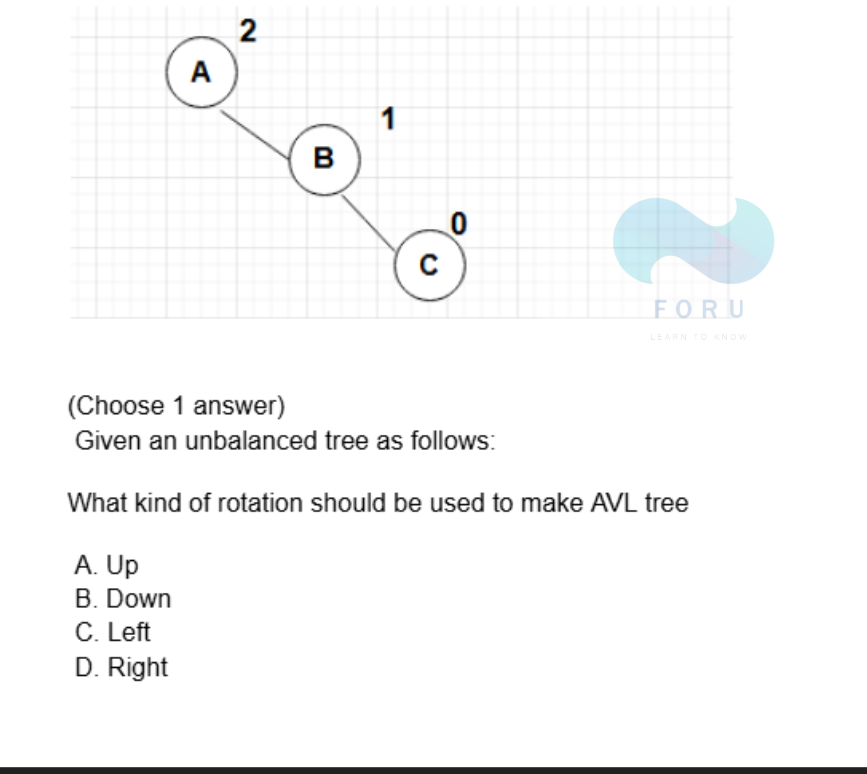 2
A
1
B
0
C
FORU
LEARN TO KNOW
(Choose 1 answer)
Given an unbalanced tree as follows:
What kind of rotation should be used to make AVL tree
A. Up
B. Down
C. Left
D. Right